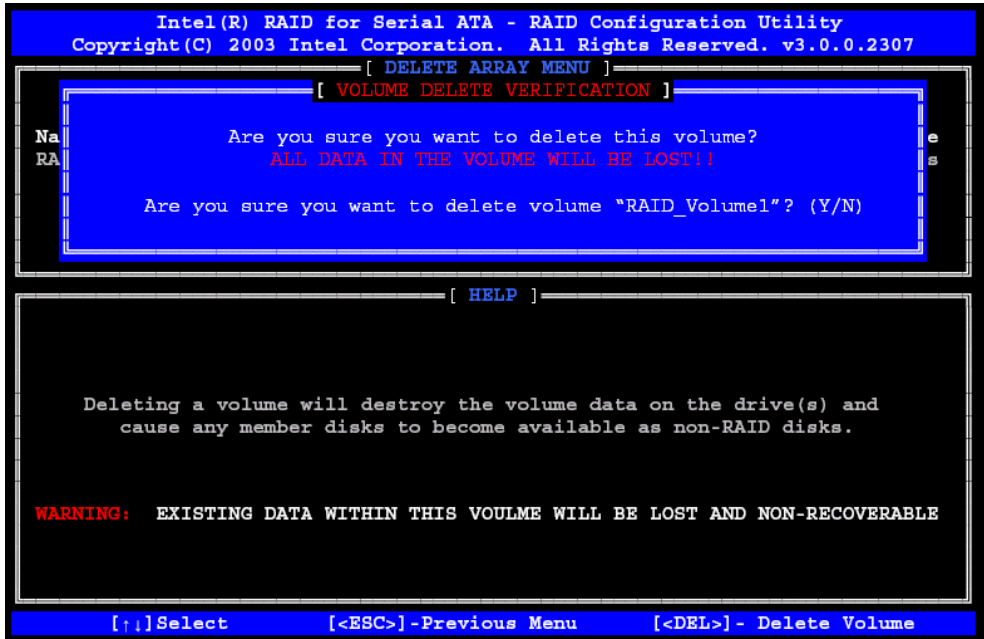 Intel(R) RAID for Serial ATA - RAID Configuration Utility
Copyright(C) 2003 Intel Corporation. All Rights Reserved. v3.0.0.2307
[ DELETE ARRAY MENU ]
[ VOLUME DELETE VERIFICATION ]
Are you sure you want to delete this volume?
Na e
ALL DATA IN THE VOLUME WILL BE LOST!!
RA s
Are you sure you want to delete volume “RAID_Volume1”? (Y/N)
[ HELP ]
Deleting a volume will destroy the volume data on the drive(s) and
cause any member disks to become available as non-RAID disks.
WARNING: EXISTING DATA WITHIN THIS VOULME WILL BE LOST AND NON-RECOVERABLE
[↑↓]Select [<ESC>]-Previous Menu [<DEL>]- Delete Volume